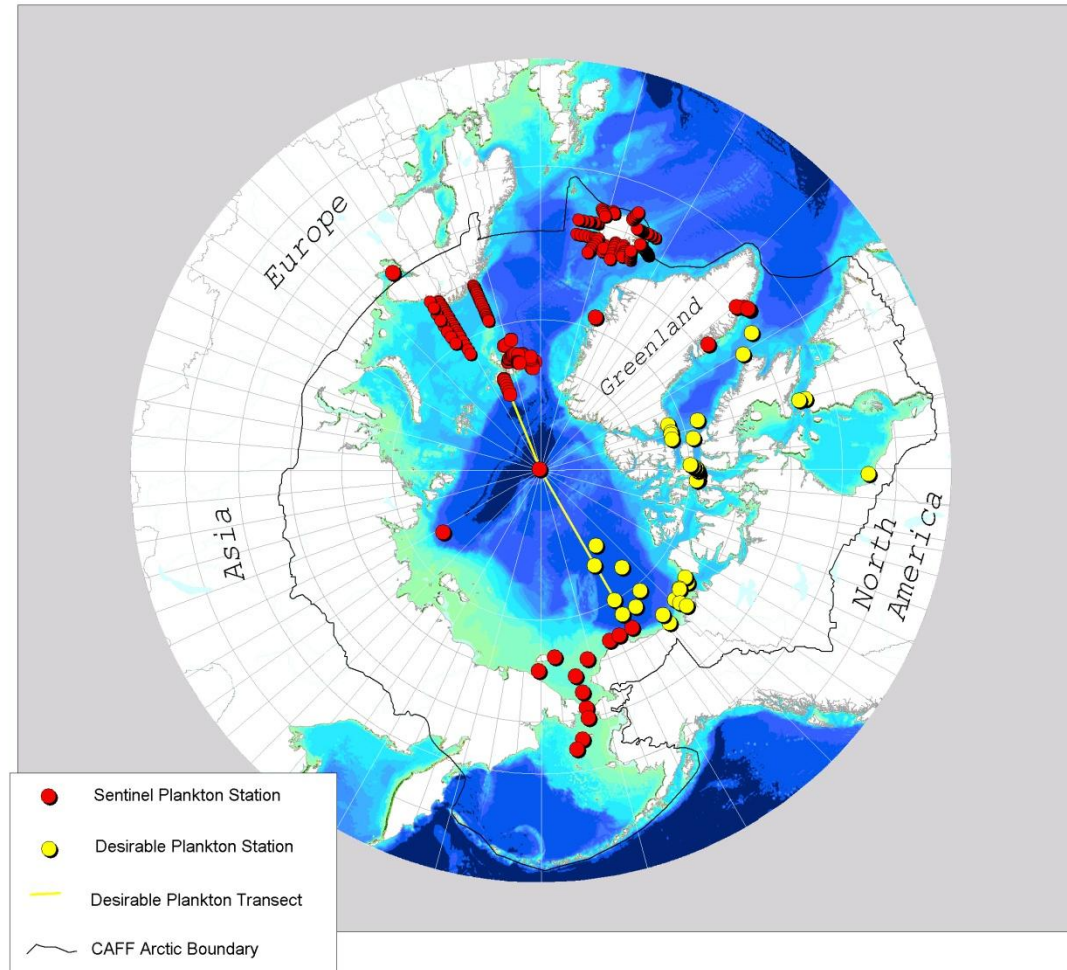 Europe
Greenland
Asia
North
America
Sentinel Plankton Station
Desirable Plankton Station
Desirable Plankton Transect
CAFF Arctic Boundary